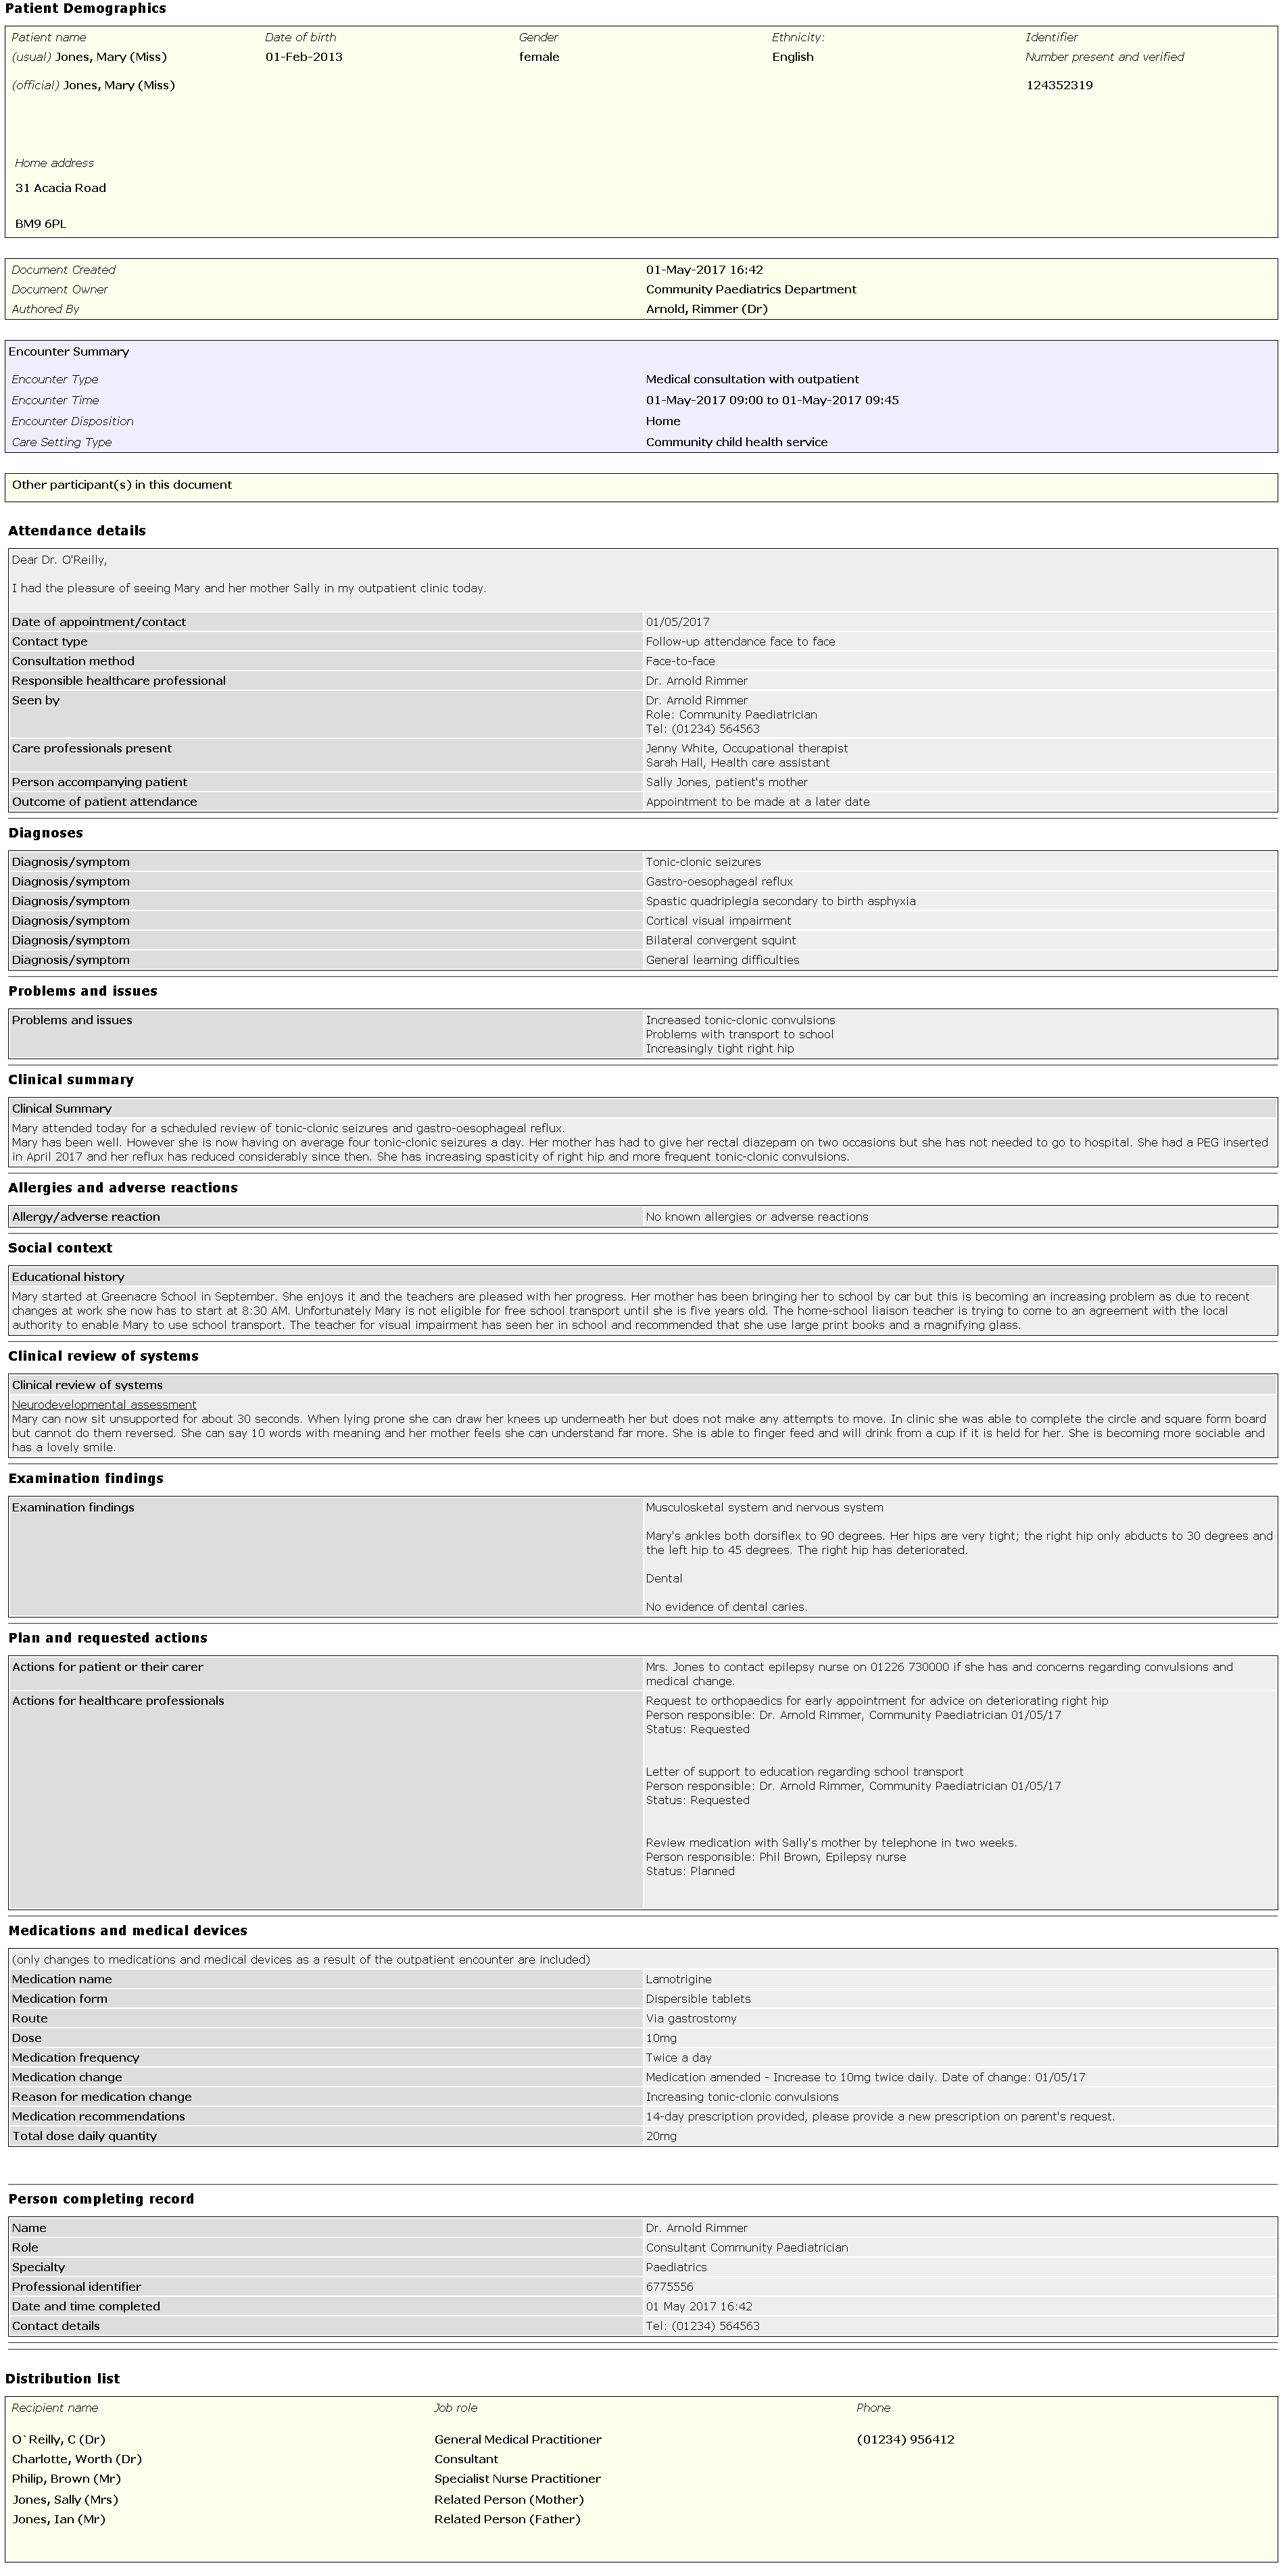 Patient Demographics
Patient name Date of birth Gender Ethnicity: Identifier
(usual) Jones, Mary (Miss) 01-Feb-2013 female English Number present and verified
(official) Jones, Mary (Miss) 124352319
Home address
31 Acacia Road
BM9 6PL
Document Created 01-May-2017 16:42
Document Owner Community Paediatrics Department
Authored By Arnold, Rimmer (Dr)
Encounter Summary
Encounter Type Medical consultation with outpatient
Encounter Time 01-May-2017 09:00 to 01-May-2017 09:45
Encounter Disposition Home
Care Setting Type Community child health service
Other participant(s) in this document
Attendance details
Dear Dr. O'Reilly,
I had the pleasure of seeing Mary and her mother Sally in my outpatient clinic today.
Date of appointment/contact 01/05/2017
Contact type Follow-up attendance face to face
Consultation method Face-to-face
Responsible healthcare professional Dr. Arnold Rimmer
Seen by Dr. Arnold Rimmer
Role: Community Paediatrician
Tel: (01234) 564563
Care professionals present Jenny White, Occupational therapist
Sarah Hall, Health care assistant
Person accompanying patient Sally Jones, patient's mother
Outcome of patient attendance Appointment to be made at a later date
Diagnoses
Diagnosis/symptom Tonic-clonic seizures
Diagnosis/symptom Gastro-oesophageal reflux
Diagnosis/symptom Spastic quadriplegia secondary to birth asphyxia
Diagnosis/symptom Cortical visual impairment
Diagnosis/symptom Bilateral convergent squint
Diagnosis/symptom General learning difficulties
Problems and issues
Problems and issues Increased tonic-clonic convulsions
Problems with transport to school
Increasingly tight right hip
Clinical summary
Clinical Summary
Mary attended today for a scheduled review of tonic-clonic seizures and gastro-oesophageal reflux.
Mary has been well. However she is now having on average four tonic-clonic seizures a day. Her mother has had to give her rectal diazepam on two occasions but she has not needed to go to hospital. She had a PEG inserted
in April 2017 and her reflux has reduced considerably since then. She has increasing spasticity of right hip and more frequent tonic-clonic convulsions.
Allergies and adverse reactions
Allergy/adverse reaction No known allergies or adverse reactions
Social context
Educational history
Mary started at Greenacre School in September. She enjoys it and the teachers are pleased with her progress. Her mother has been bringing her to school by car but this is becoming an increasing problem as due to recent
changes at work she now has to start at 8:30 AM. Unfortunately Mary is not eligible for free school transport until she is five years old. The home-school liaison teacher is trying to come to an agreement with the local
authority to enable Mary to use school transport. The teacher for visual impairment has seen her in school and recommended that she use large print books and a magnifying glass.
Clinical review of systems
Clinical review of systems
Neurodevelopmental assessment
Mary can now sit unsupported for about 30 seconds. When lying prone she can draw her knees up underneath her but does not make any attempts to move. In clinic she was able to complete the circle and square form board
but cannot do them reversed. She can say 10 words with meaning and her mother feels she can understand far more. She is able to finger feed and will drink from a cup if it is held for her. She is becoming more sociable and
has a lovely smile.
Examination findings
Examination findings Musculosketal system and nervous system
Mary's ankles both dorsiflex to 90 degrees. Her hips are very tight; the right hip only abducts to 30 degrees and
the left hip to 45 degrees. The right hip has deteriorated.
Dental
No evidence of dental caries.
Plan and requested actions
Actions for patient or their carer Mrs. Jones to contact epilepsy nurse on 01226 730000 if she has and concerns regarding convulsions and
medical change.
Actions for healthcare professionals Request to orthopaedics for early appointment for advice on deteriorating right hip
Person responsible: Dr. Arnold Rimmer, Community Paediatrician 01/05/17
Status: Requested
Letter of support to education regarding school transport
Person responsible: Dr. Arnold Rimmer, Community Paediatrician 01/05/17
Status: Requested
Review medication with Sally's mother by telephone in two weeks.
Person responsible: Phil Brown, Epilepsy nurse
Status: Planned
Medications and medical devices
(only changes to medications and medical devices as a result of the outpatient encounter are included)
Medication name Lamotrigine
Medication form Dispersible tablets
Route Via gastrostomy
Dose 10mg
Medication frequency Twice a day
Medication change Medication amended - Increase to 10mg twice daily. Date of change: 01/05/17
Reason for medication change Increasing tonic-clonic convulsions
Medication recommendations 14-day prescription provided, please provide a new prescription on parent's request.
Total dose daily quantity 20mg
Person completing record
Name Dr. Arnold Rimmer
Role Consultant Community Paediatrician
Specialty Paediatrics
Professional identifier 6775556
Date and time completed 01 May 2017 16:42
Contact details Tel: (01234) 564563
Distribution list
Recipient name Job role Phone
O`Reilly, C (Dr) General Medical Practitioner (01234) 956412
Charlotte, Worth (Dr) Consultant
Philip, Brown (Mr) Specialist Nurse Practitioner
Jones, Sally (Mrs) Related Person (Mother)
Jones, Ian (Mr) Related Person (Father)